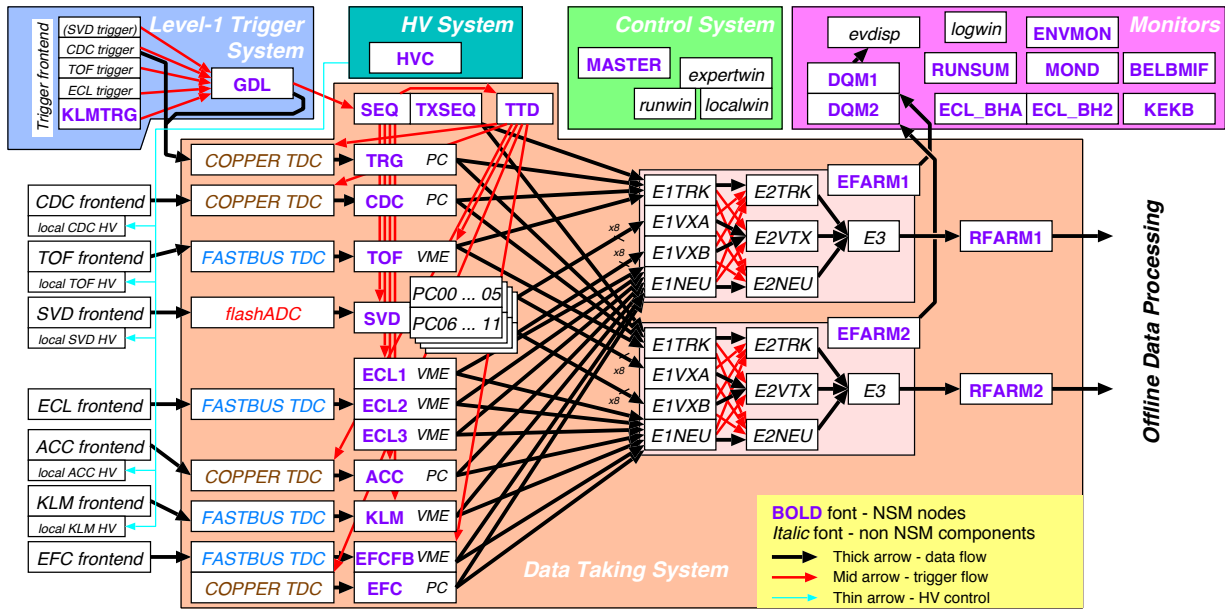 Level-1 Trigger
System
Trigger frontend
(SVD trigger)
CDC trigger
TOF trigger
ECL trigger
KLMTRG
GDL
HV System
HVC
Control System
MASTER
expertwin
runwin
localwin
Monitors
evdisp
logwin
ENVMON
DQM1
RUNSUM
MOND
BELBMIF
DQM2
ECL_BHA
ECL_BH2
KEKB
SEQ
TXSEQ
TTD
COPPER TDC
TRG PC
CDC frontend
local CDC HV
COPPER TDC
CDC PC
TOF frontend
local TOF HV
FASTBUS TDC
TOF VME
SVD frontend
local SVD HV
flashADC
SVD
PC00 ... 05
PC06 ... 11
ECL1 VME
ECL frontend
FASTBUS TDC
ECL2 VME
ECL3 VME
ACC frontend
local ACC HV
COPPER TDC
ACC PC
KLM frontend
local KLM HV
FASTBUS TDC
KLM VME
EFC frontend
FASTBUS TDC
EFCFB VME
COPPER TDC
EFC PC
Data Taking System
EFARM1
E1TRK
E1VXA
E1VXB
E1NEU
x8
x8
E2TRK
E2VTX
E2NEU
E3
RFARM1
EFARM2
E1TRK
E1VXA
E1VXB
E1NEU
x8
x8
E2TRK
E2VTX
E2NEU
E3
RFARM2
Offline Data Processing
BOLD font - NSM nodes
Italic font - non NSM components
Thick arrow - data flow
Mid arrow - trigger flow
Thin arrow - HV control